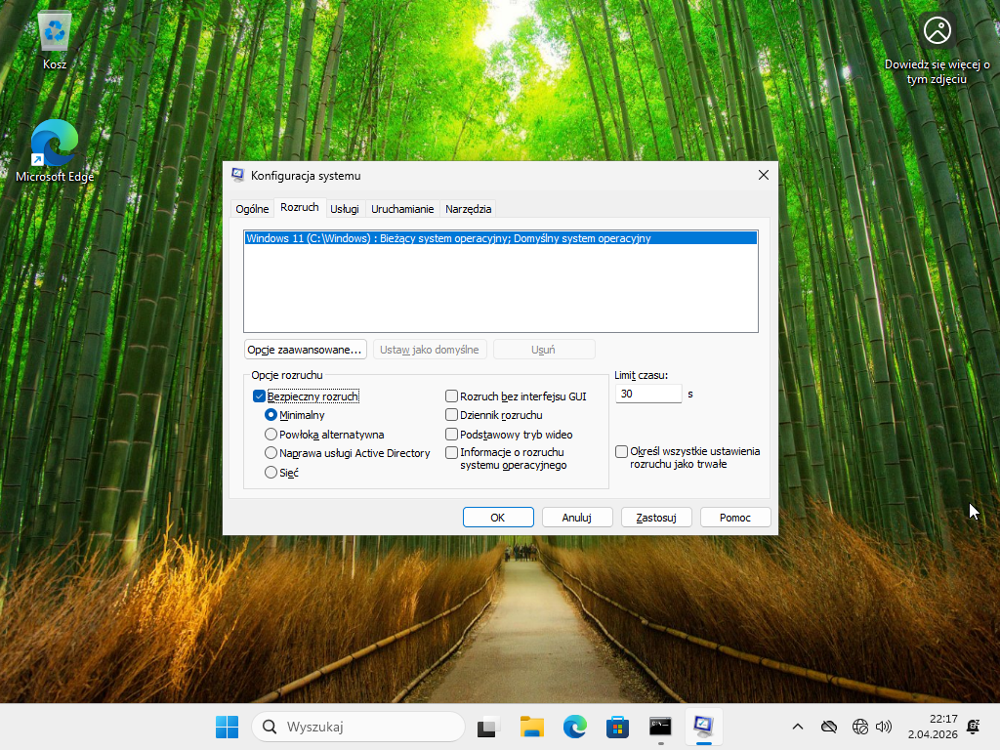 Kosz
Dowiedz się więcej o
tym zdjęciu
Microsoft Edge
Konfiguracja systemu
Ogólne
Rozruch
Usługi
Uruchamianie
Narzędzia
Windows 11 (C:\Windows) : Bieżący system operacyjny; Domyślny system operacyjny
Opcje zaawansowane...
Ustaw jako domyślne
Usuń
Opcje rozruchu
Limit czasu:
Bezpieczny rozruch
Rozruch bez interfejsu GUI
30
s
Minimalny
Dziennik rozruchu
Powłoka alternatywna
Podstawowy tryb wideo
Naprawa usługi Active Directory
Informacje o rozruchu
systemu operacyjnego
Określ wszystkie ustawienia
rozruchu jako trwałe
Sieć
OK
Anuluj
Zastosuj
Pomoc
Wyszukaj
22:17
2.04.2026